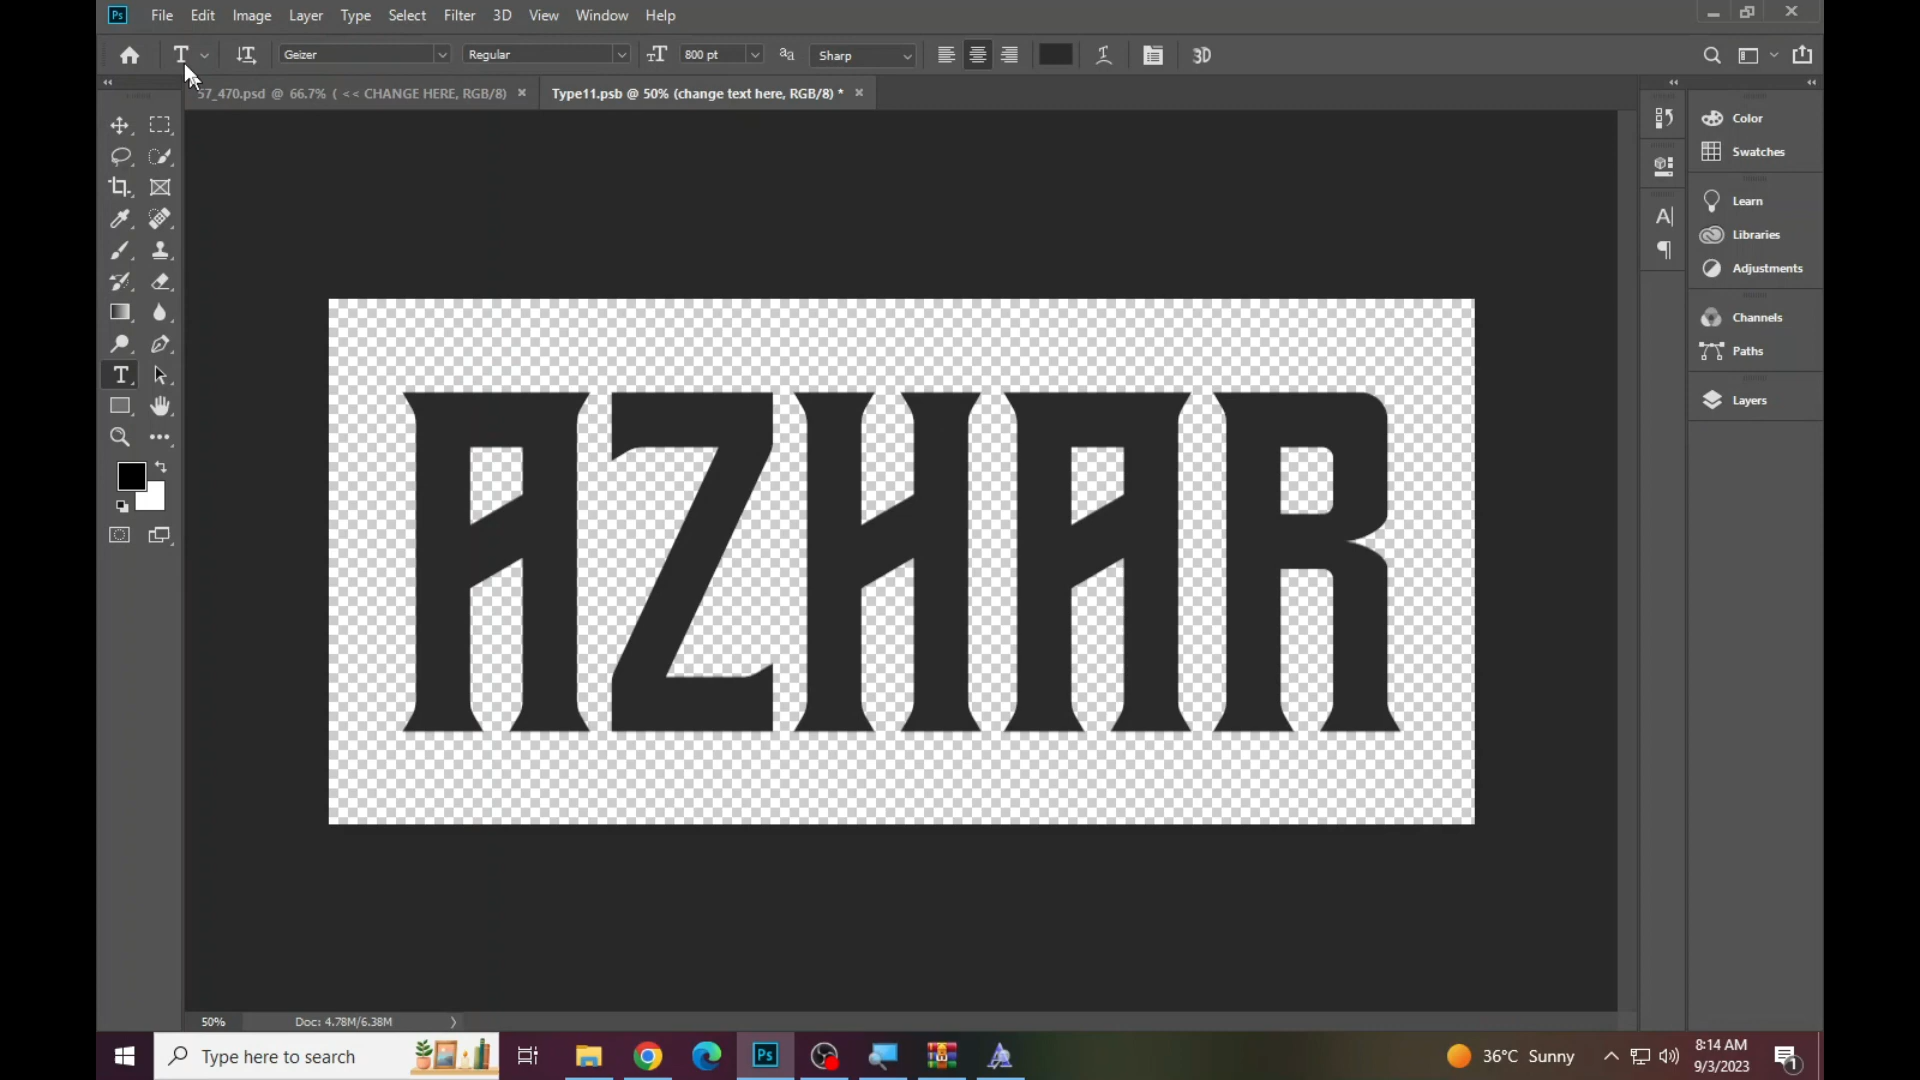 Ps File Edit Image Layer Type Select Filter 3D View Window Help
T Geizer Regular 800 pt Sharp 3D
57_470.psd @ 66.7% ( << CHANGE HERE, RGB/8) Type11.psb @ 50% (change text here, RGB/8) *
Color
Swatches
Learn
Libraries
Adjustments
Channels
Paths
Layers
AZHAR
50% Doc: 4.78M/6.38M
Type here to search Ps 36°C Sunny 8:14 AM
9/3/2023 1